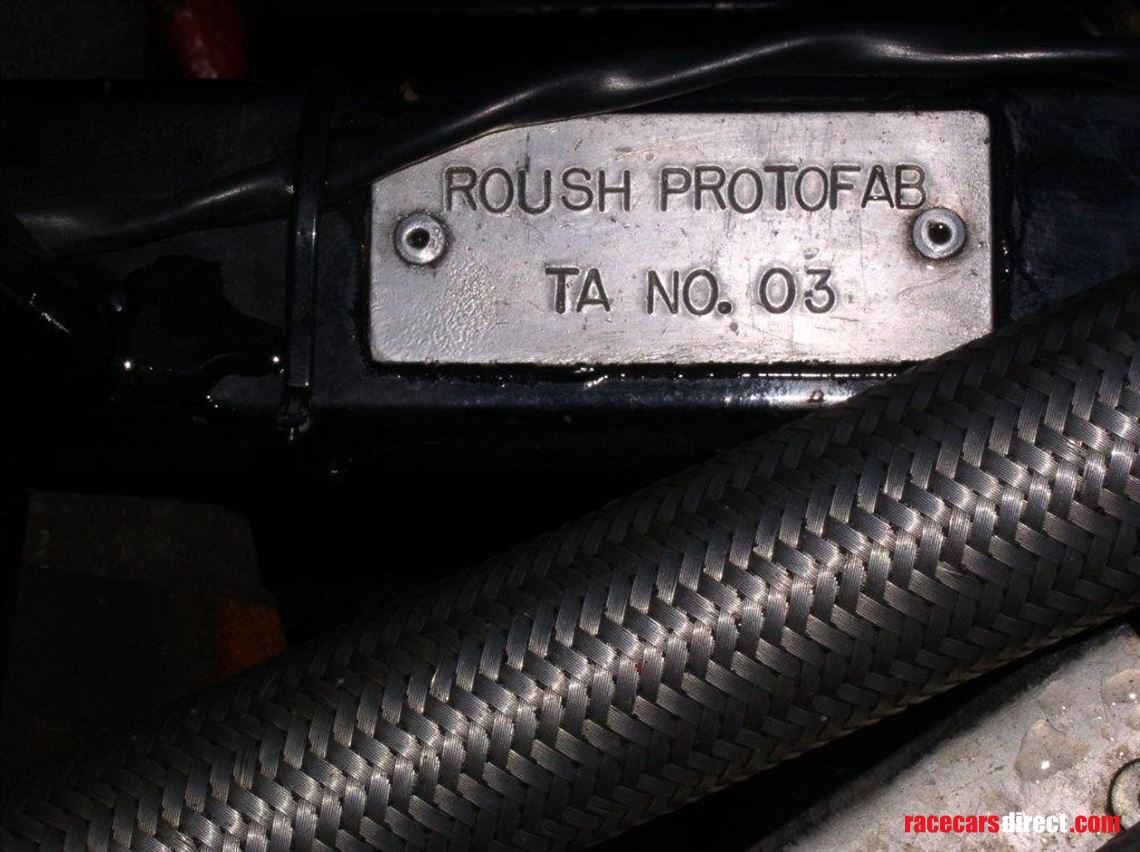 ROUSH PROTOFAB
TA NO. 03
racecarsdirect.com